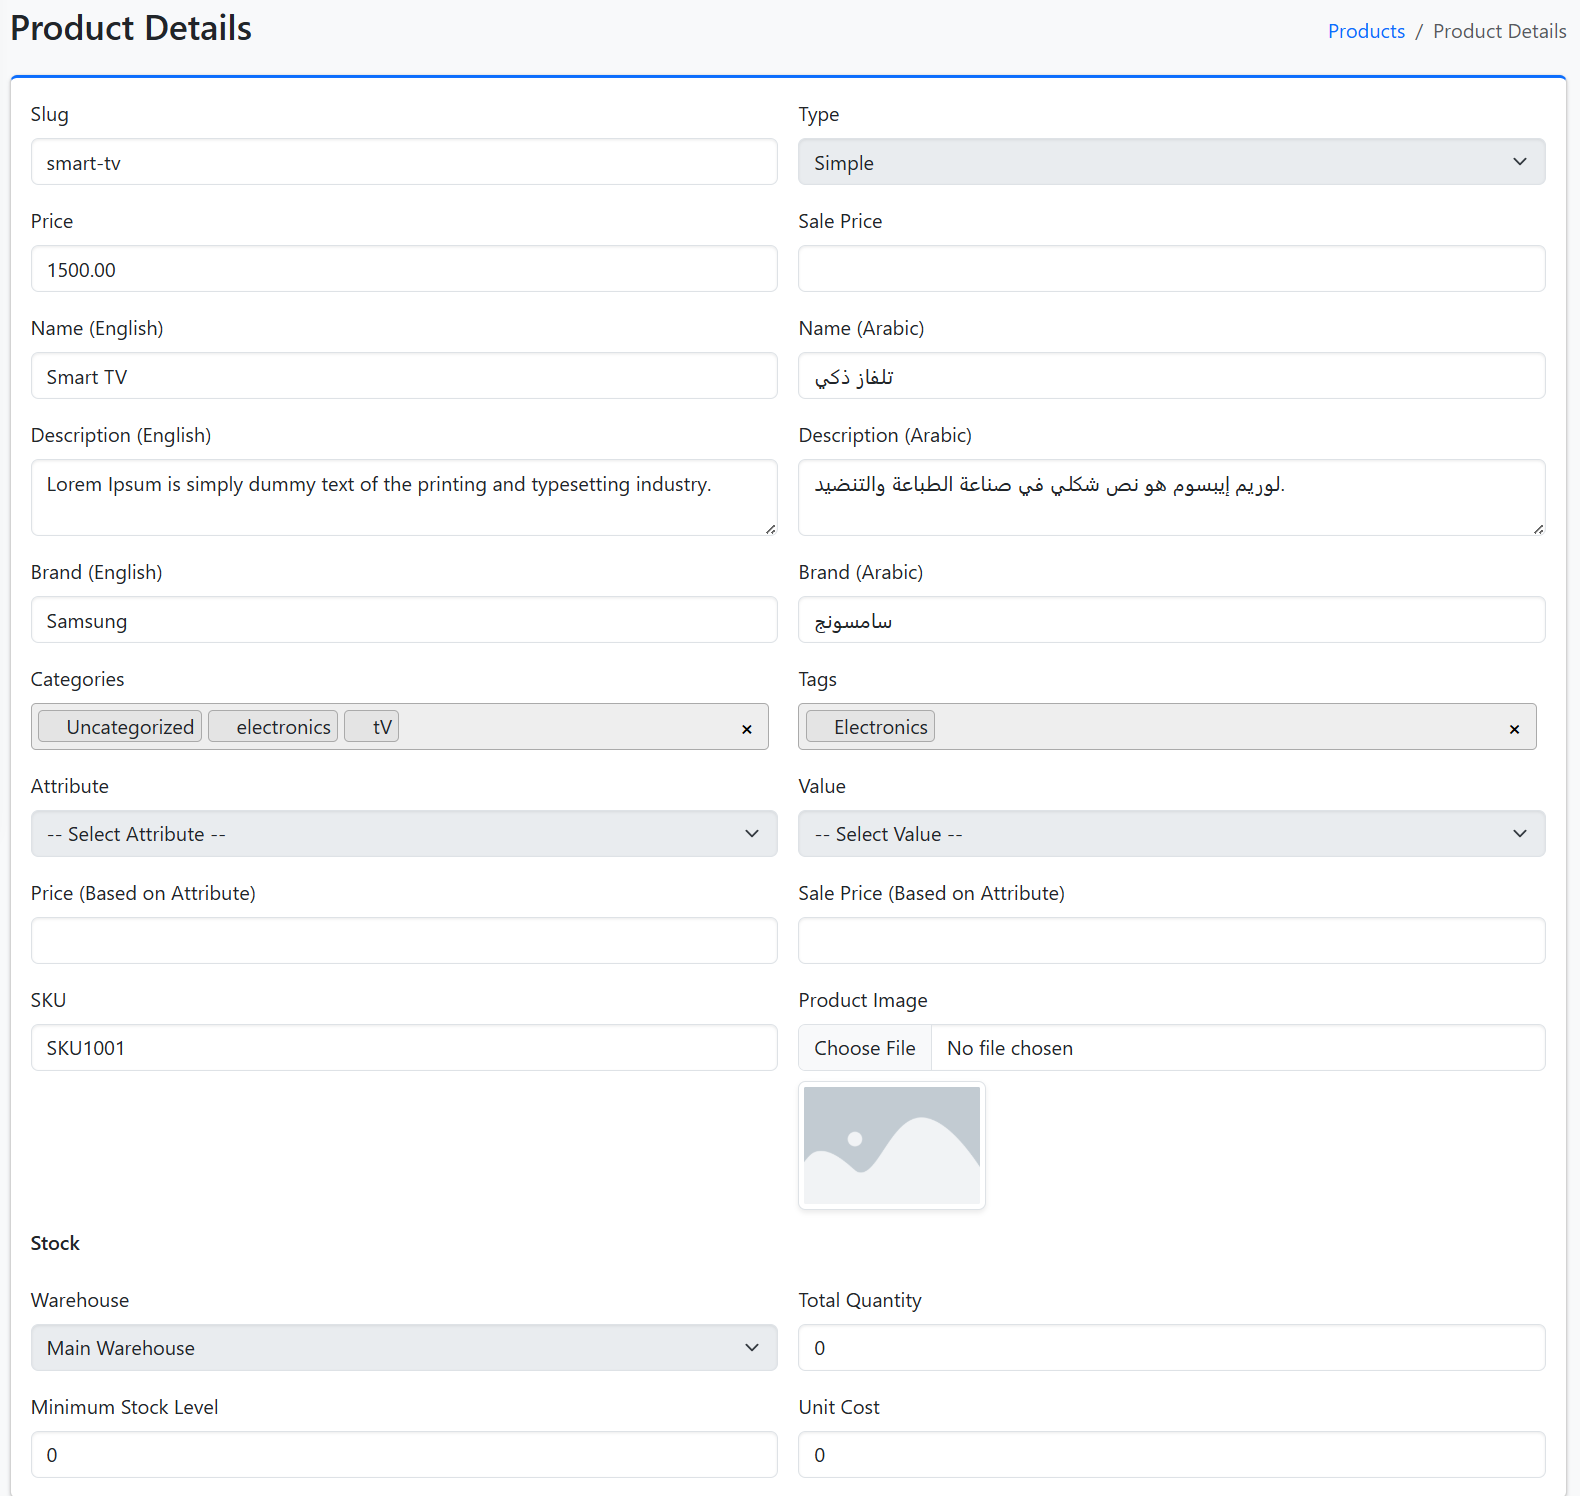 Product Details
Products / Product Details
Slug
Type
smart-tv
Simple
Price
Sale Price
1500.00
Name (English)
Name (Arabic)
Smart TV
تلفاز ذكي
Description (English)
Description (Arabic)
Lorem Ipsum is simply dummy text of the printing and typesetting industry.
لوريم إيبسوم هو نص شكلي في صناعة الطباعة والتنضيد.
Brand (English)
Brand (Arabic)
Samsung
سامسونج
Categories
Tags
Uncategorized electronics tV ×
Electronics ×
Attribute
Value
-- Select Attribute --
-- Select Value --
Price (Based on Attribute)
Sale Price (Based on Attribute)
SKU
Product Image
SKU1001
Choose File No file chosen
Stock
Warehouse
Total Quantity
Main Warehouse
0
Minimum Stock Level
Unit Cost
0
0